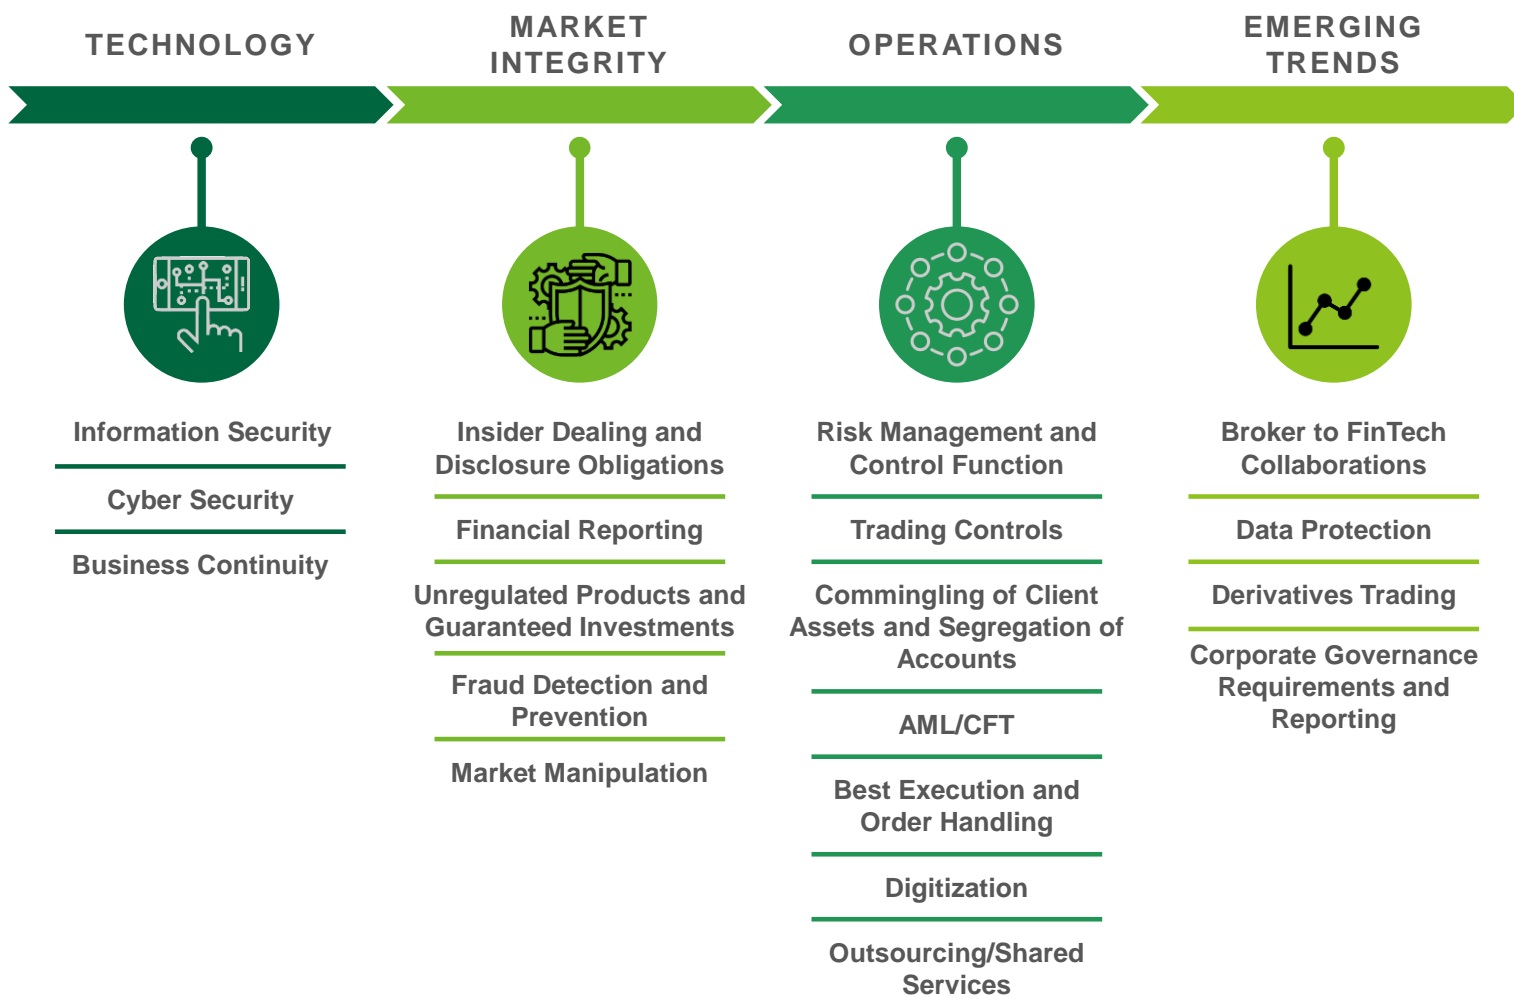 TECHNOLOGY
Information Security
Cyber Security
Business Continuity
MARKET
INTEGRITY
Insider Dealing and
Disclosure Obligations
Financial Reporting
Unregulated Products and
Guaranteed Investments
Fraud Detection and
Prevention
Market Manipulation
OPERATIONS
Risk Management and
Control Function
Trading Controls
Commingling of Client
Assets and Segregation of
Accounts
AML/CFT
Best Execution and
Order Handling
Digitization
Outsourcing/Shared
Services
EMERGING
TRENDS
Broker to FinTech
Collaborations
Data Protection
Derivatives Trading
Corporate Governance
Requirements and
Reporting